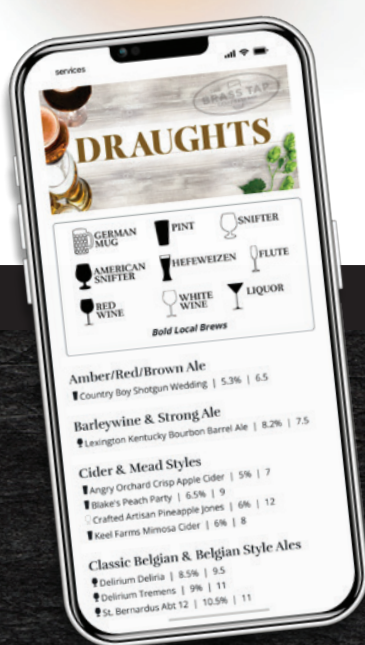 services
BRASS TAP
DRAUGHTS
GERMAN MUG
PINT
SNIFTER
AMERICAN SNIFTER
HEFEWEIZEN
FLUTE
RED WINE
WHITE WINE
LIQUOR
Bold Local Brews
Amber/Red/Brown Ale
Country Boy Shotgun Wedding | 5.3% | 6.5
Barleywine & Strong Ale
Lexington Kentucky Bourbon Barrel Ale | 8.2% | 7.5
Cider & Mead Styles
Angry Orchard Crisp Apple Cider | 5% | 7
Blake's Peach Party | 6.5% | 9
Crafted Artisan Pineapple Jones | 6% | 12
Keel Farms Mimosa Cider | 6% | 8
Classic Belgian & Belgian Style Ales
Delirium Deliria | 8.5% | 9.5
Delirium Tremens | 9% | 11
St. Bernardus Abt 12 | 10.5% | 11